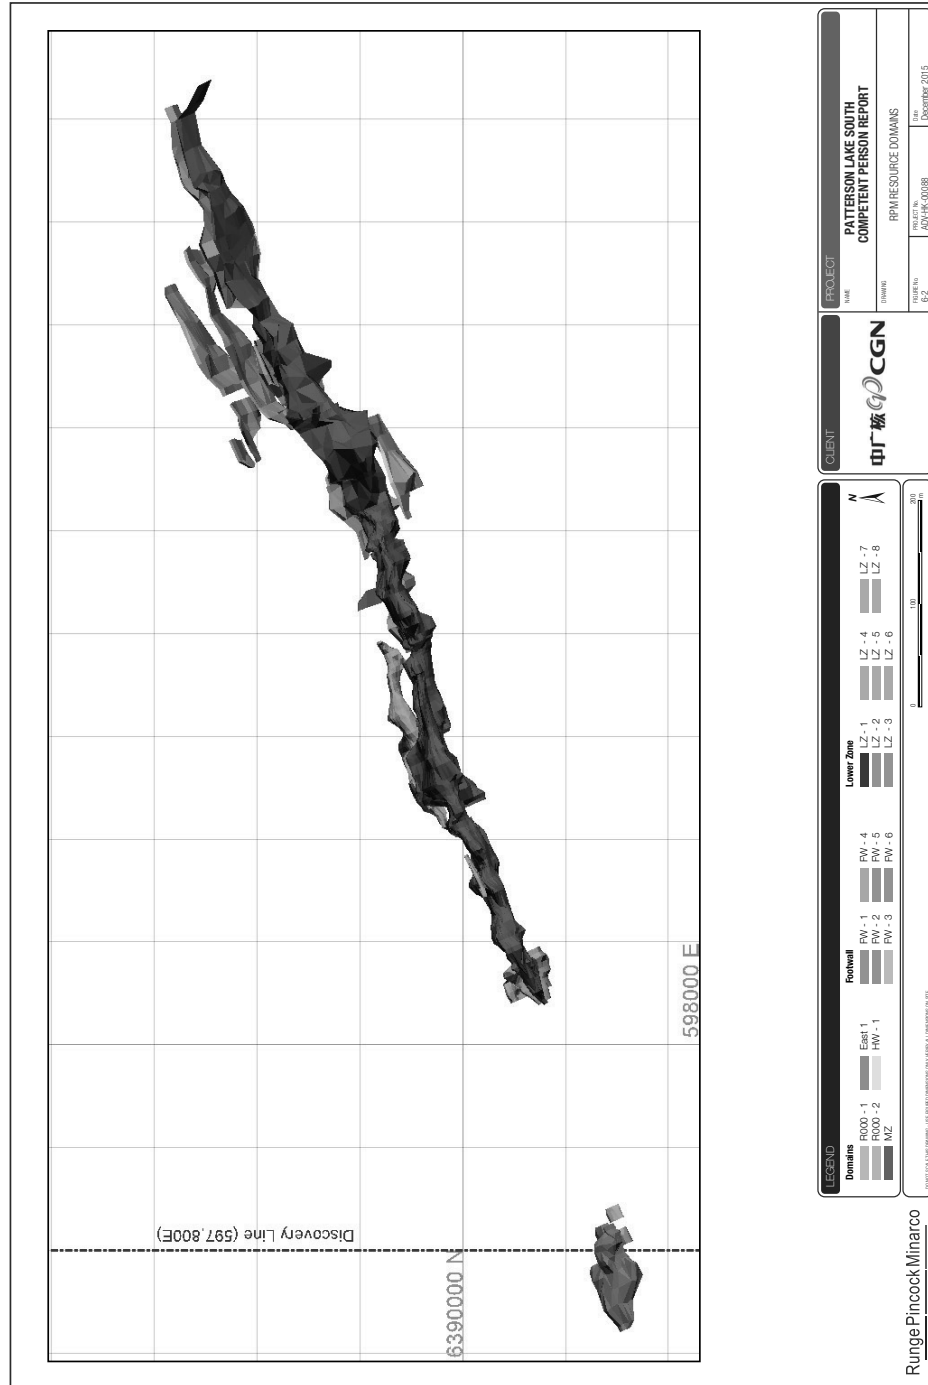 Discovery Line (597.800E)
6390000 N
598000 E
LEGEND
Domains
R000 - 1
R000 - 2
MZ
East 1
HW - 1
Footwall
FW - 1
FW - 2
FW - 3
FW - 4
FW - 5
FW - 6
Lower Zone
LZ - 1
LZ - 2
LZ - 3
LZ - 4
LZ - 5
LZ - 6
LZ - 7
LZ - 8
N
0 100 200
m
CLIENT
中广核 CGN
PROJECT
NAME
PATTERSON LAKE SOUTH
COMPETENT PERSON REPORT
DRAWING
RPM RESOURCE DOMAINS
FIGURE No.
6-2
PROJECT No.
ADV-HK-00088
Date
December 2015
RungePincockMinarco